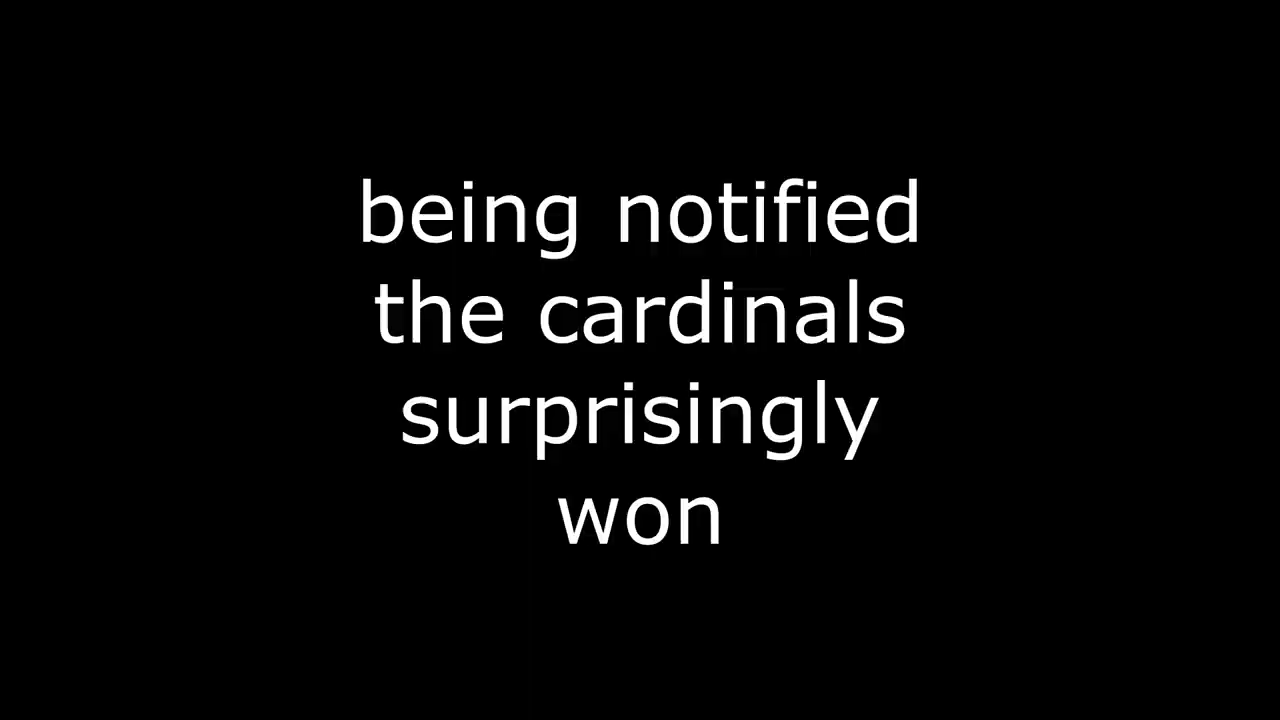 being notified
the cardinals
surprisingly
won